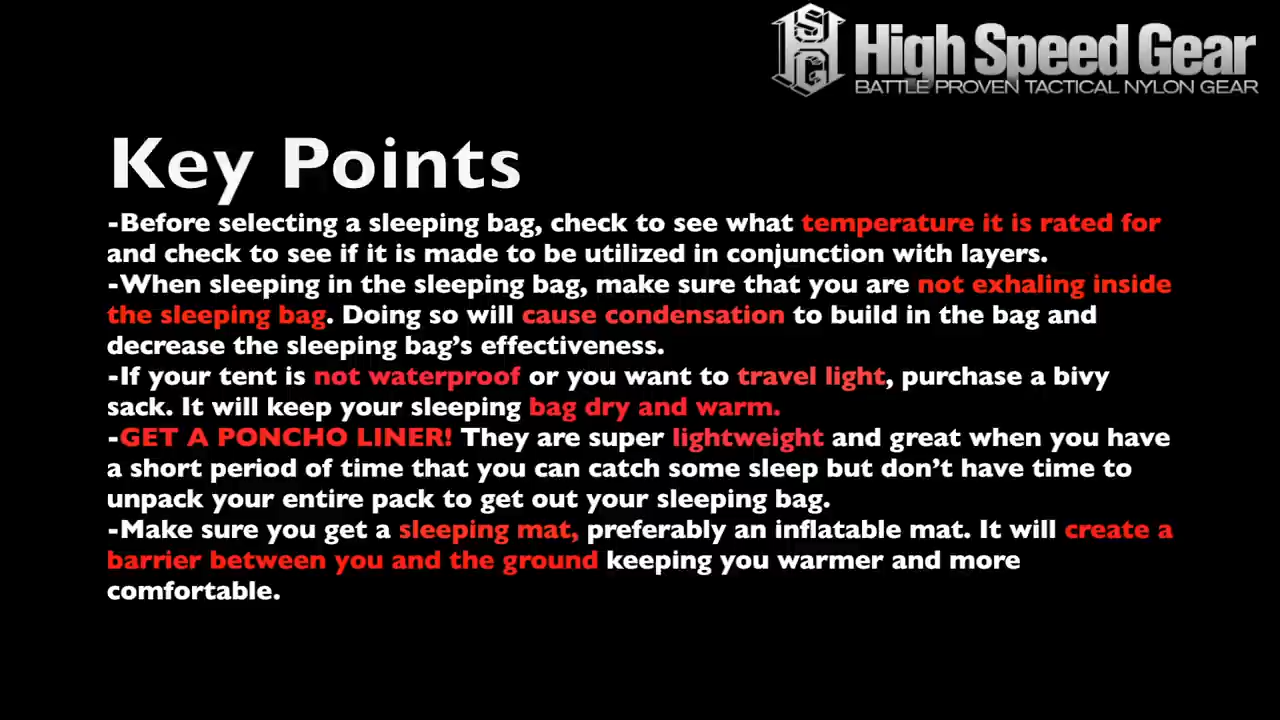 HSG High Speed Gear
BATTLE PROVEN TACTICAL NYLON GEAR
Key Points
-Before selecting a sleeping bag, check to see what temperature it is rated for
and check to see if it is made to be utilized in conjunction with layers.
-When sleeping in the sleeping bag, make sure that you are not exhaling inside
the sleeping bag. Doing so will cause condensation to build in the bag and
decrease the sleeping bag’s effectiveness.
-If your tent is not waterproof or you want to travel light, purchase a bivy
sack. It will keep your sleeping bag dry and warm.
-GET A PONCHO LINER! They are super lightweight and great when you have
a short period of time that you can catch some sleep but don’t have time to
unpack your entire pack to get out your sleeping bag.
-Make sure you get a sleeping mat, preferably an inflatable mat. It will create a
barrier between you and the ground keeping you warmer and more
comfortable.